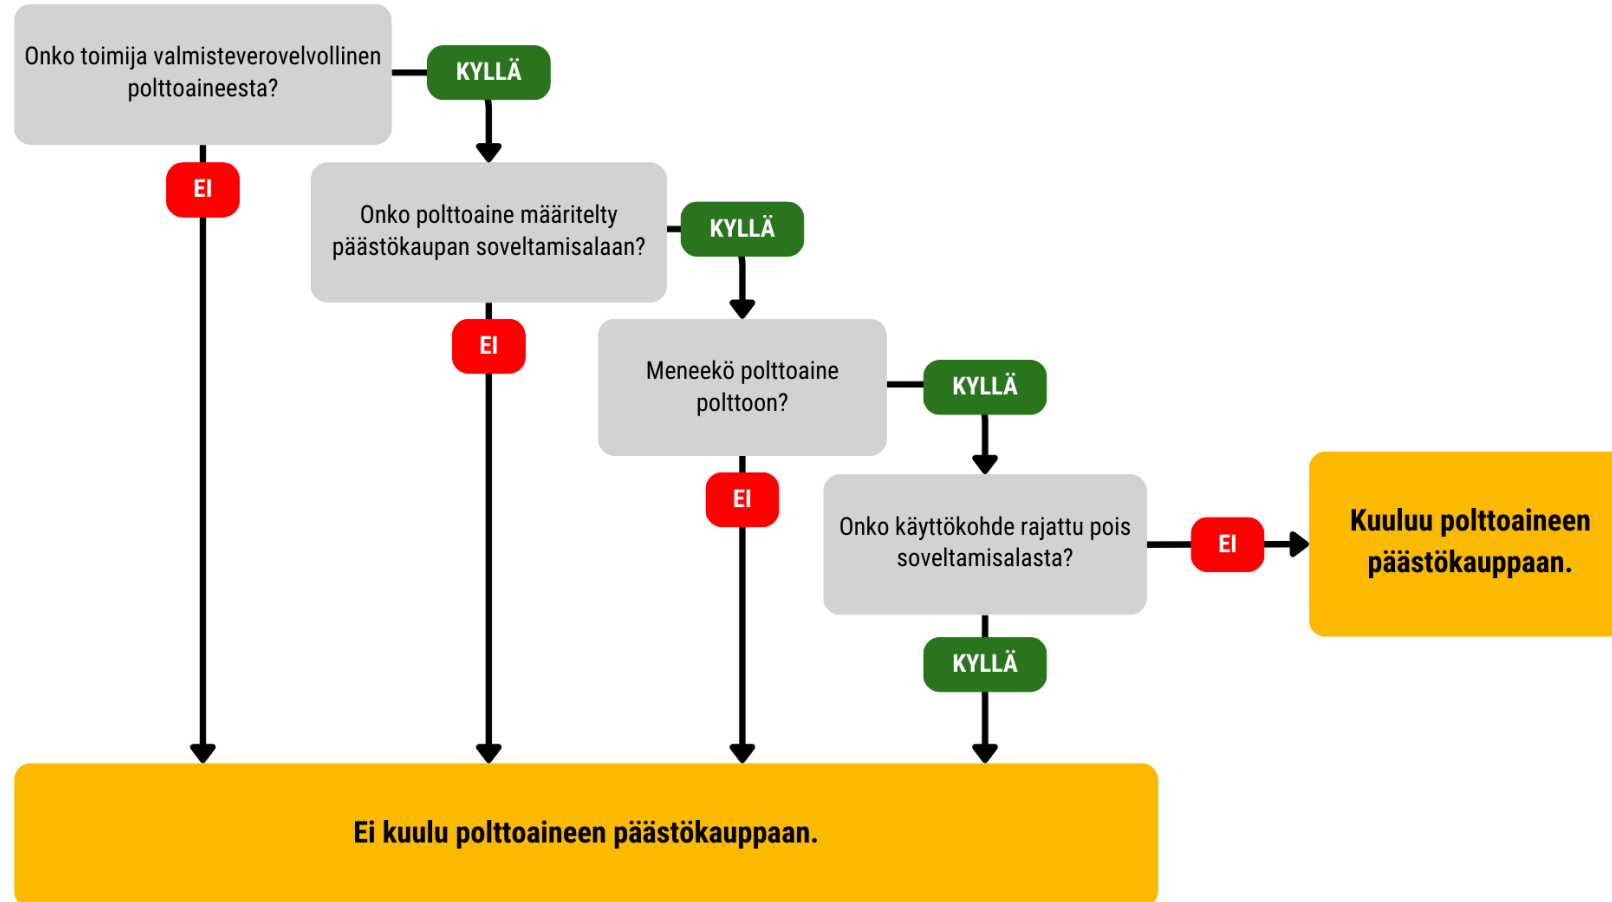 Onko toimija valmisteverovelvollinen
polttoaineesta?
KYLLÄ
EI
Onko polttoaine määritelty
päästökaupan soveltamisalaan?
KYLLÄ
EI
Meneekö polttoaine
polttoon?
KYLLÄ
EI
Onko käyttökohde rajattu pois
soveltamisalasta?
EI
Kuuluu polttoaineen
päästökauppaan.
KYLLÄ
Ei kuulu polttoaineen päästökauppaan.